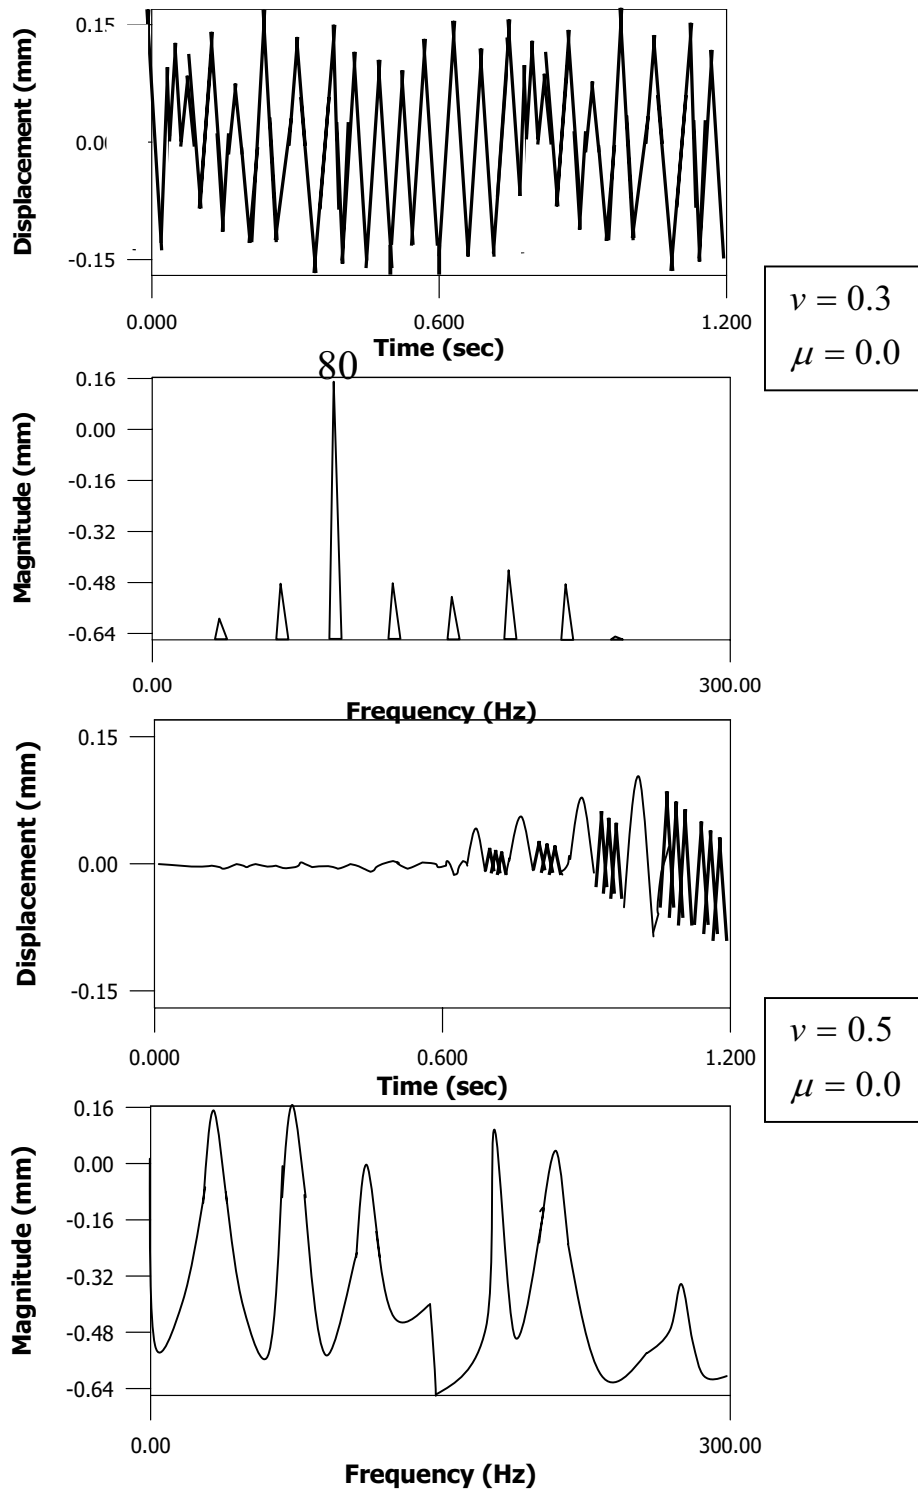 Displacement (mm)
0.15
0.0(
-0.15
0.000
0.600
1.200
Time (sec)
ν = 0.3
μ = 0.0
80
Magnitude (mm)
0.16
0.00
-0.16
-0.32
-0.48
-0.64
0.00
300.00
Frequency (Hz)
Displacement (mm)
0.15
0.00
-0.15
0.000
0.600
1.200
Time (sec)
ν = 0.5
μ = 0.0
Magnitude (mm)
0.16
0.00
-0.16
-0.32
-0.48
-0.64
0.00
300.00
Frequency (Hz)